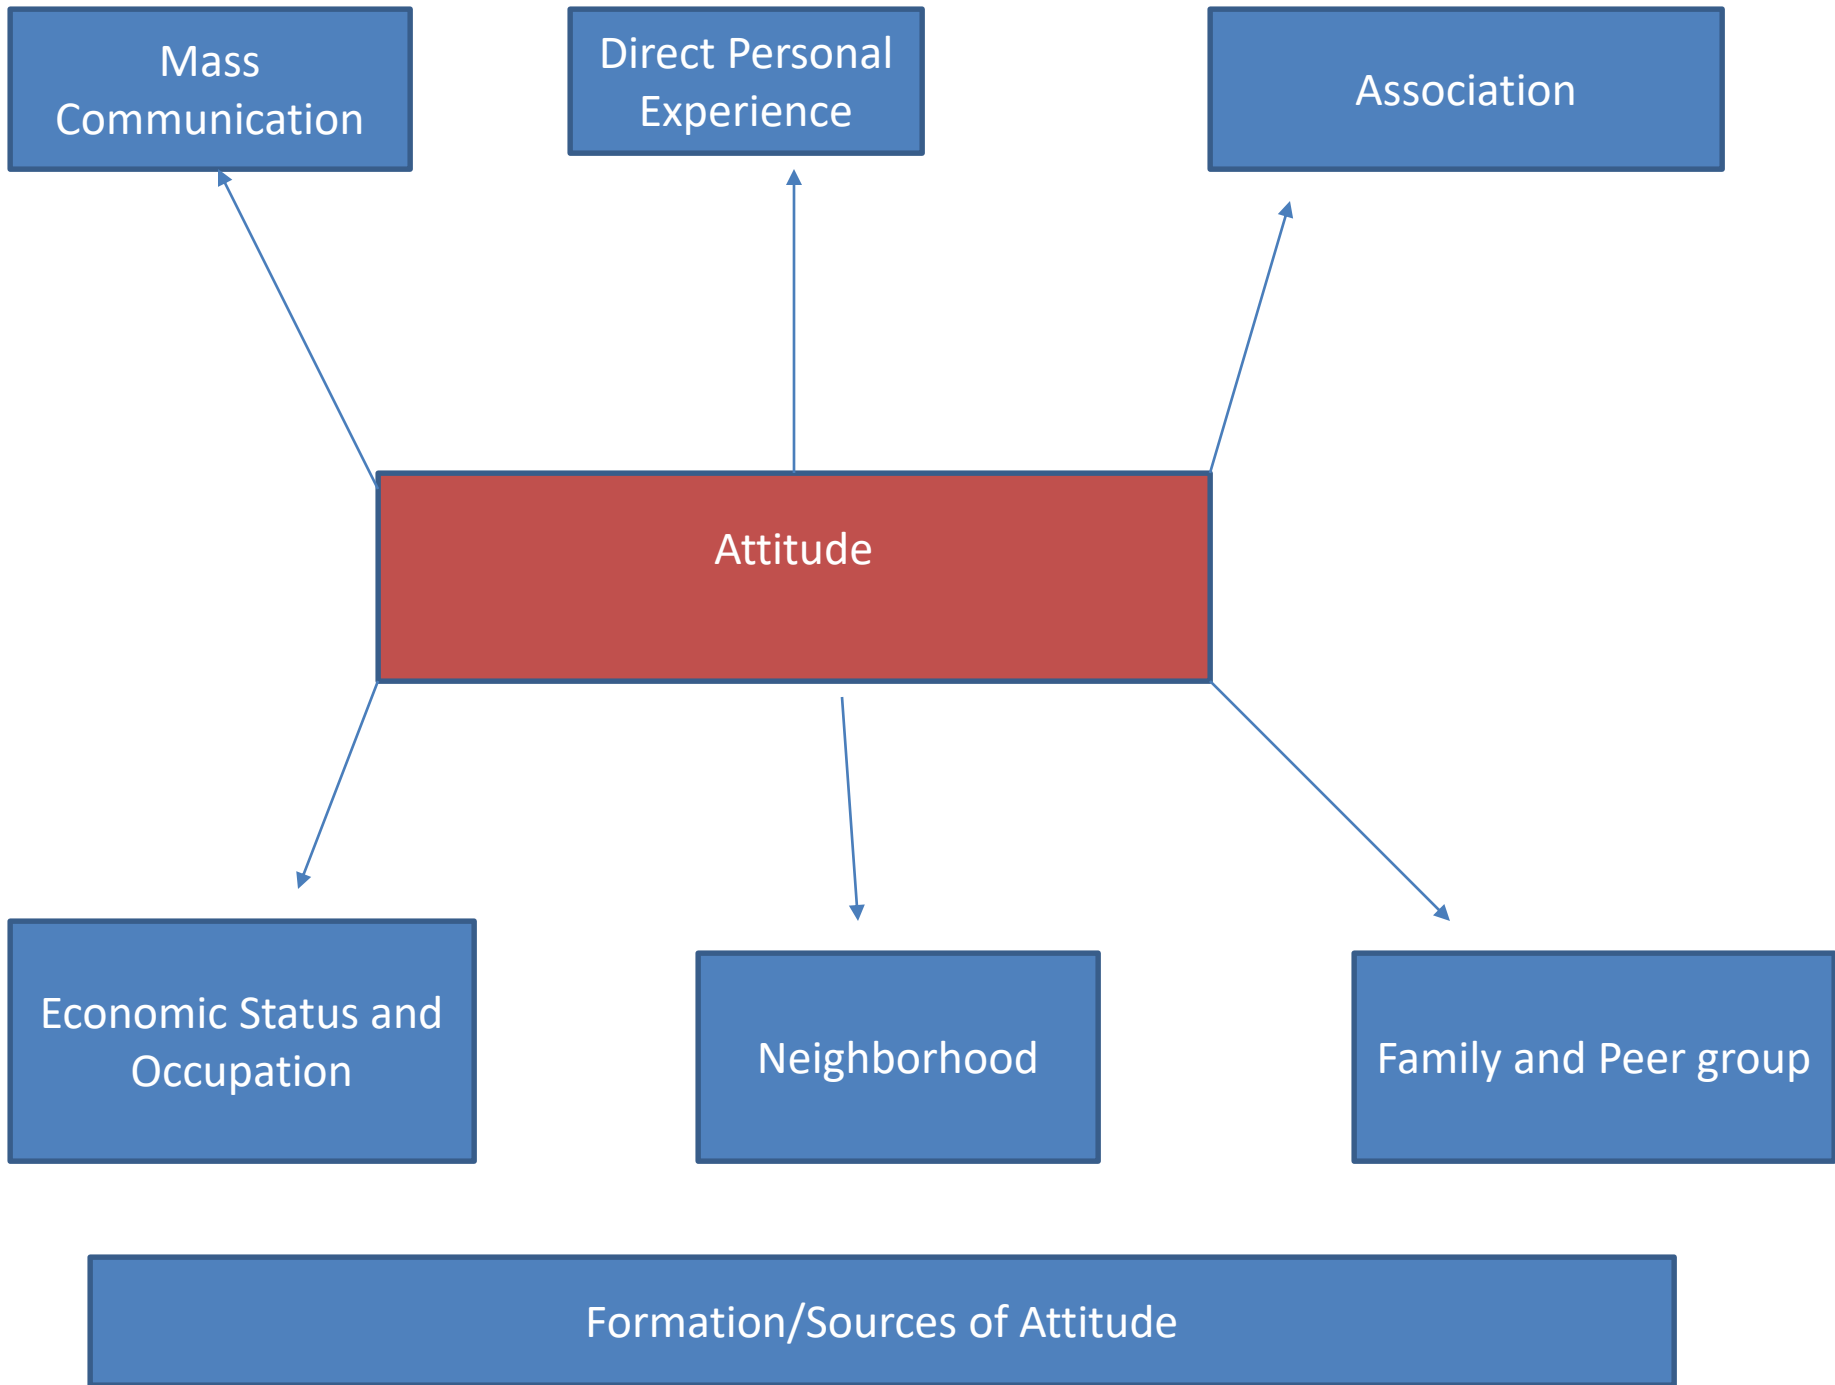 Mass
Communication
Direct Personal
Experience
Association
Attitude
Economic Status and
Occupation
Neighborhood
Family and Peer group
Formation/Sources of Attitude